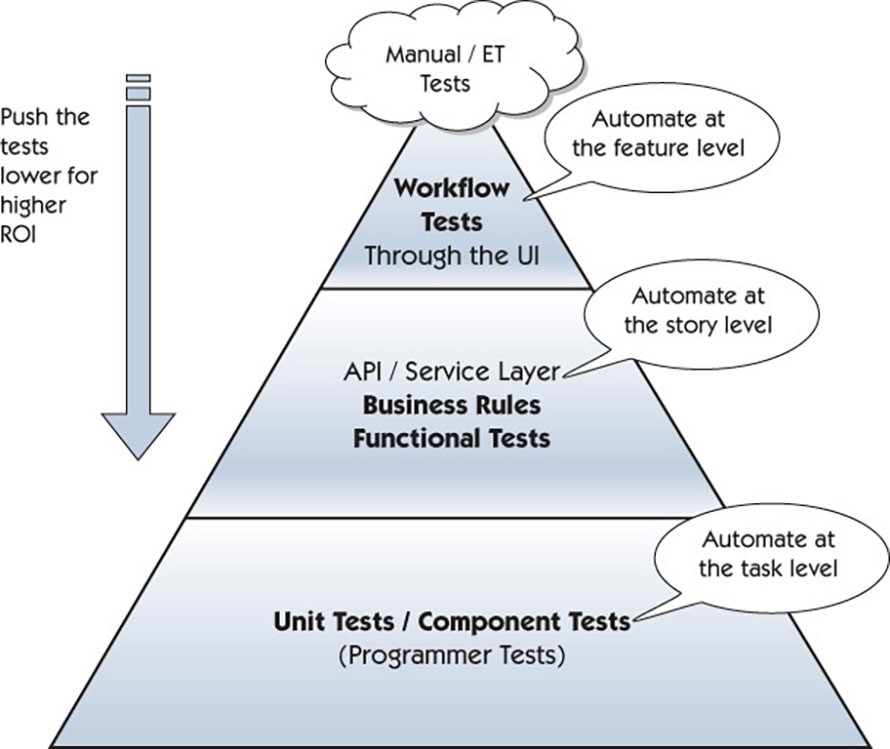 Manual / ET
Tests
Push the
tests
lower for
higher
ROI
Automate at
the feature level
Workflow
Tests
Through the UI
Automate at
the story level
API / Service Layer
Business Rules
Functional Tests
Automate at
the task level
Unit Tests / Component Tests
(Programmer Tests)